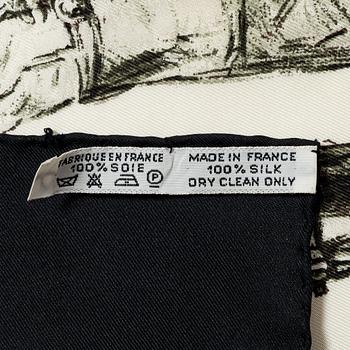 FABRIQUE EN FRANCE
100% SOIE
P
MADE IN FRANCE
100% SILK
DRY CLEAN ONLY